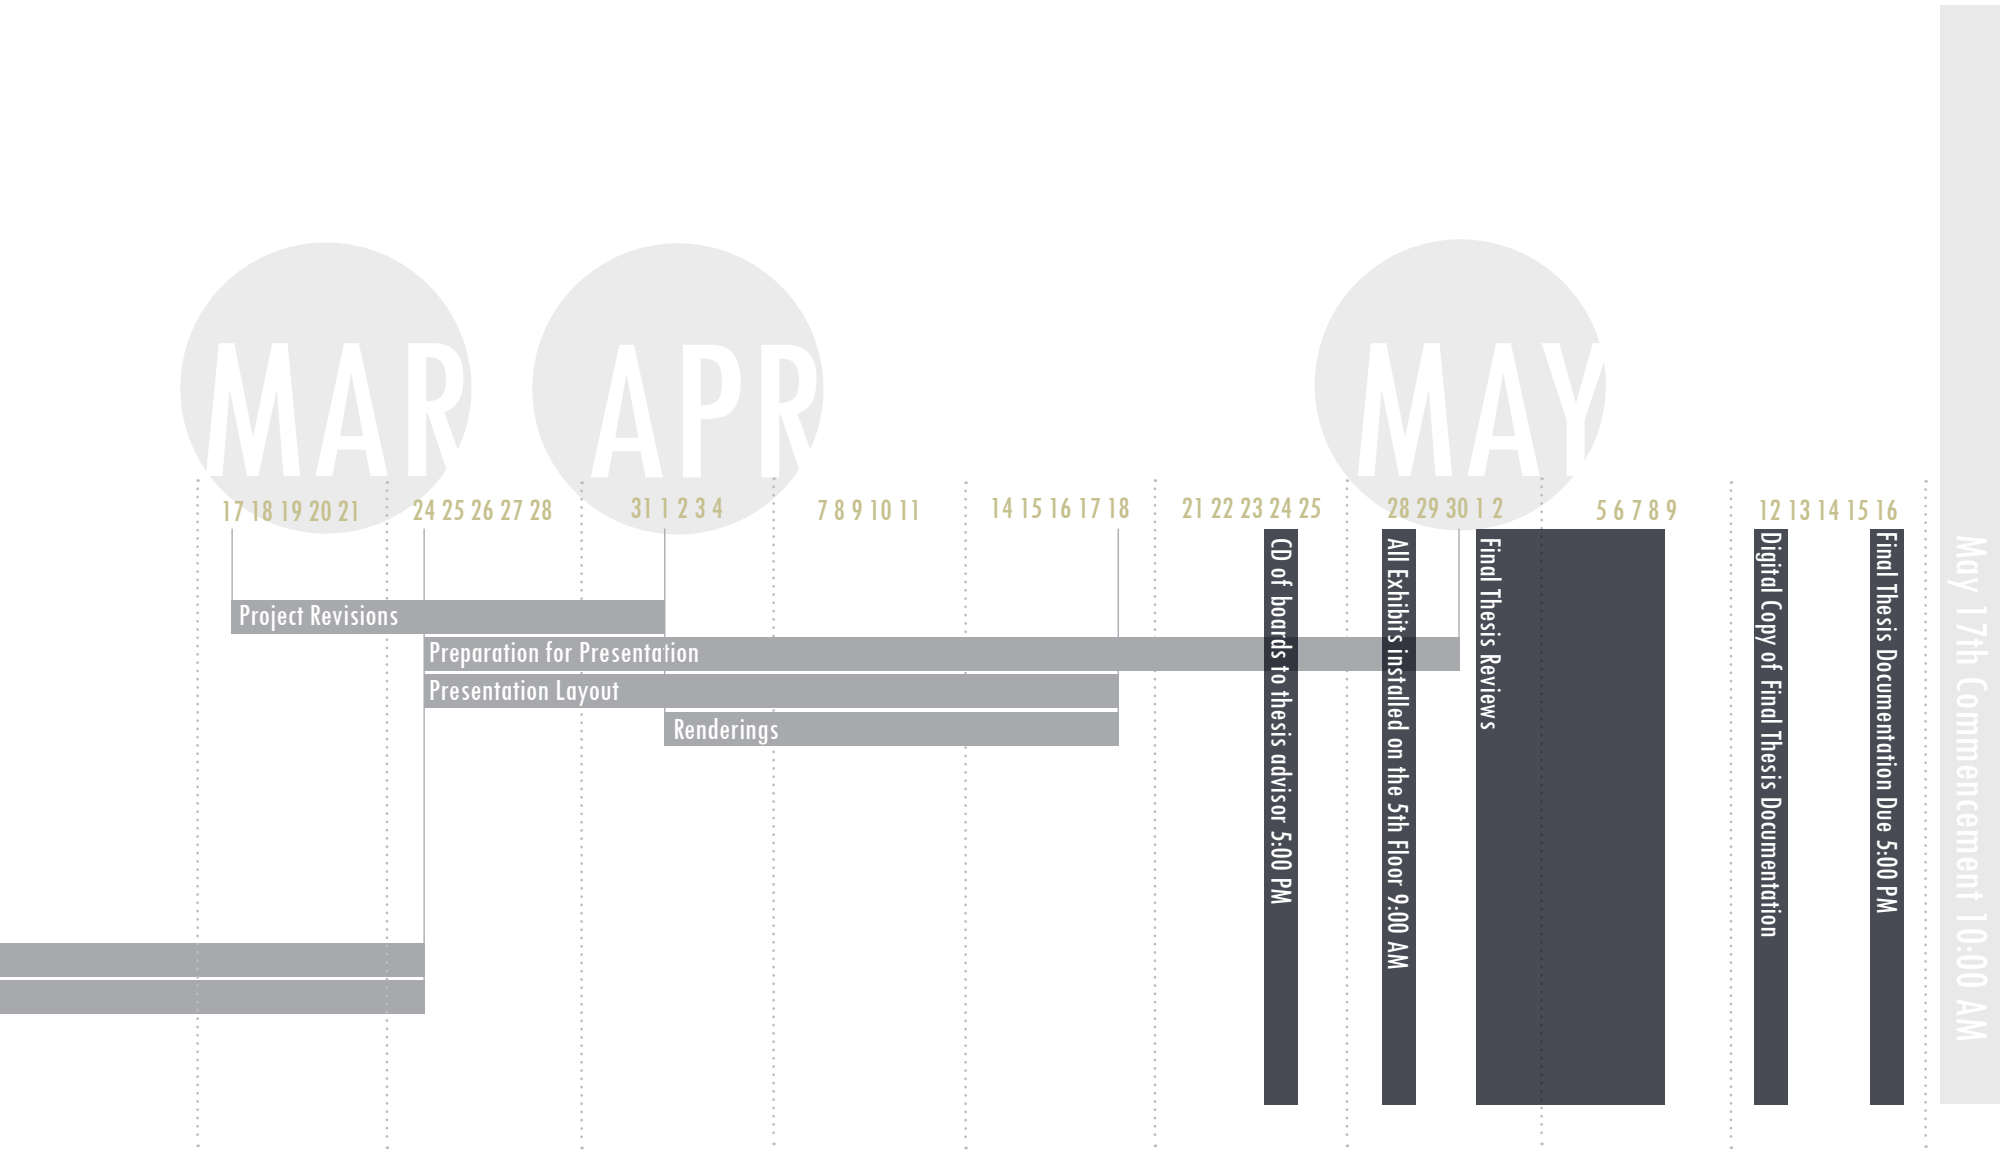 MAR
APR
MAY
17 18 19 20 21
24 25 26 27 28
31 1 2 3 4
7 8 9 10 11
14 15 16 17 18
21 22 23 24 25
28 29 30 1 2
5 6 7 8 9
12 13 14 15 16
Project Revisions
Preparation for Presentation
Presentation Layout
Renderings
CD of boards to thesis advisor 5:00 PM
All Exhibits installed on the 5th Floor 9:00 AM
Final Thesis Reviews
Digital Copy of Final Thesis Documentation
Final Thesis Documentation Due 5:00 PM
May 17th Commencement 10:00 AM